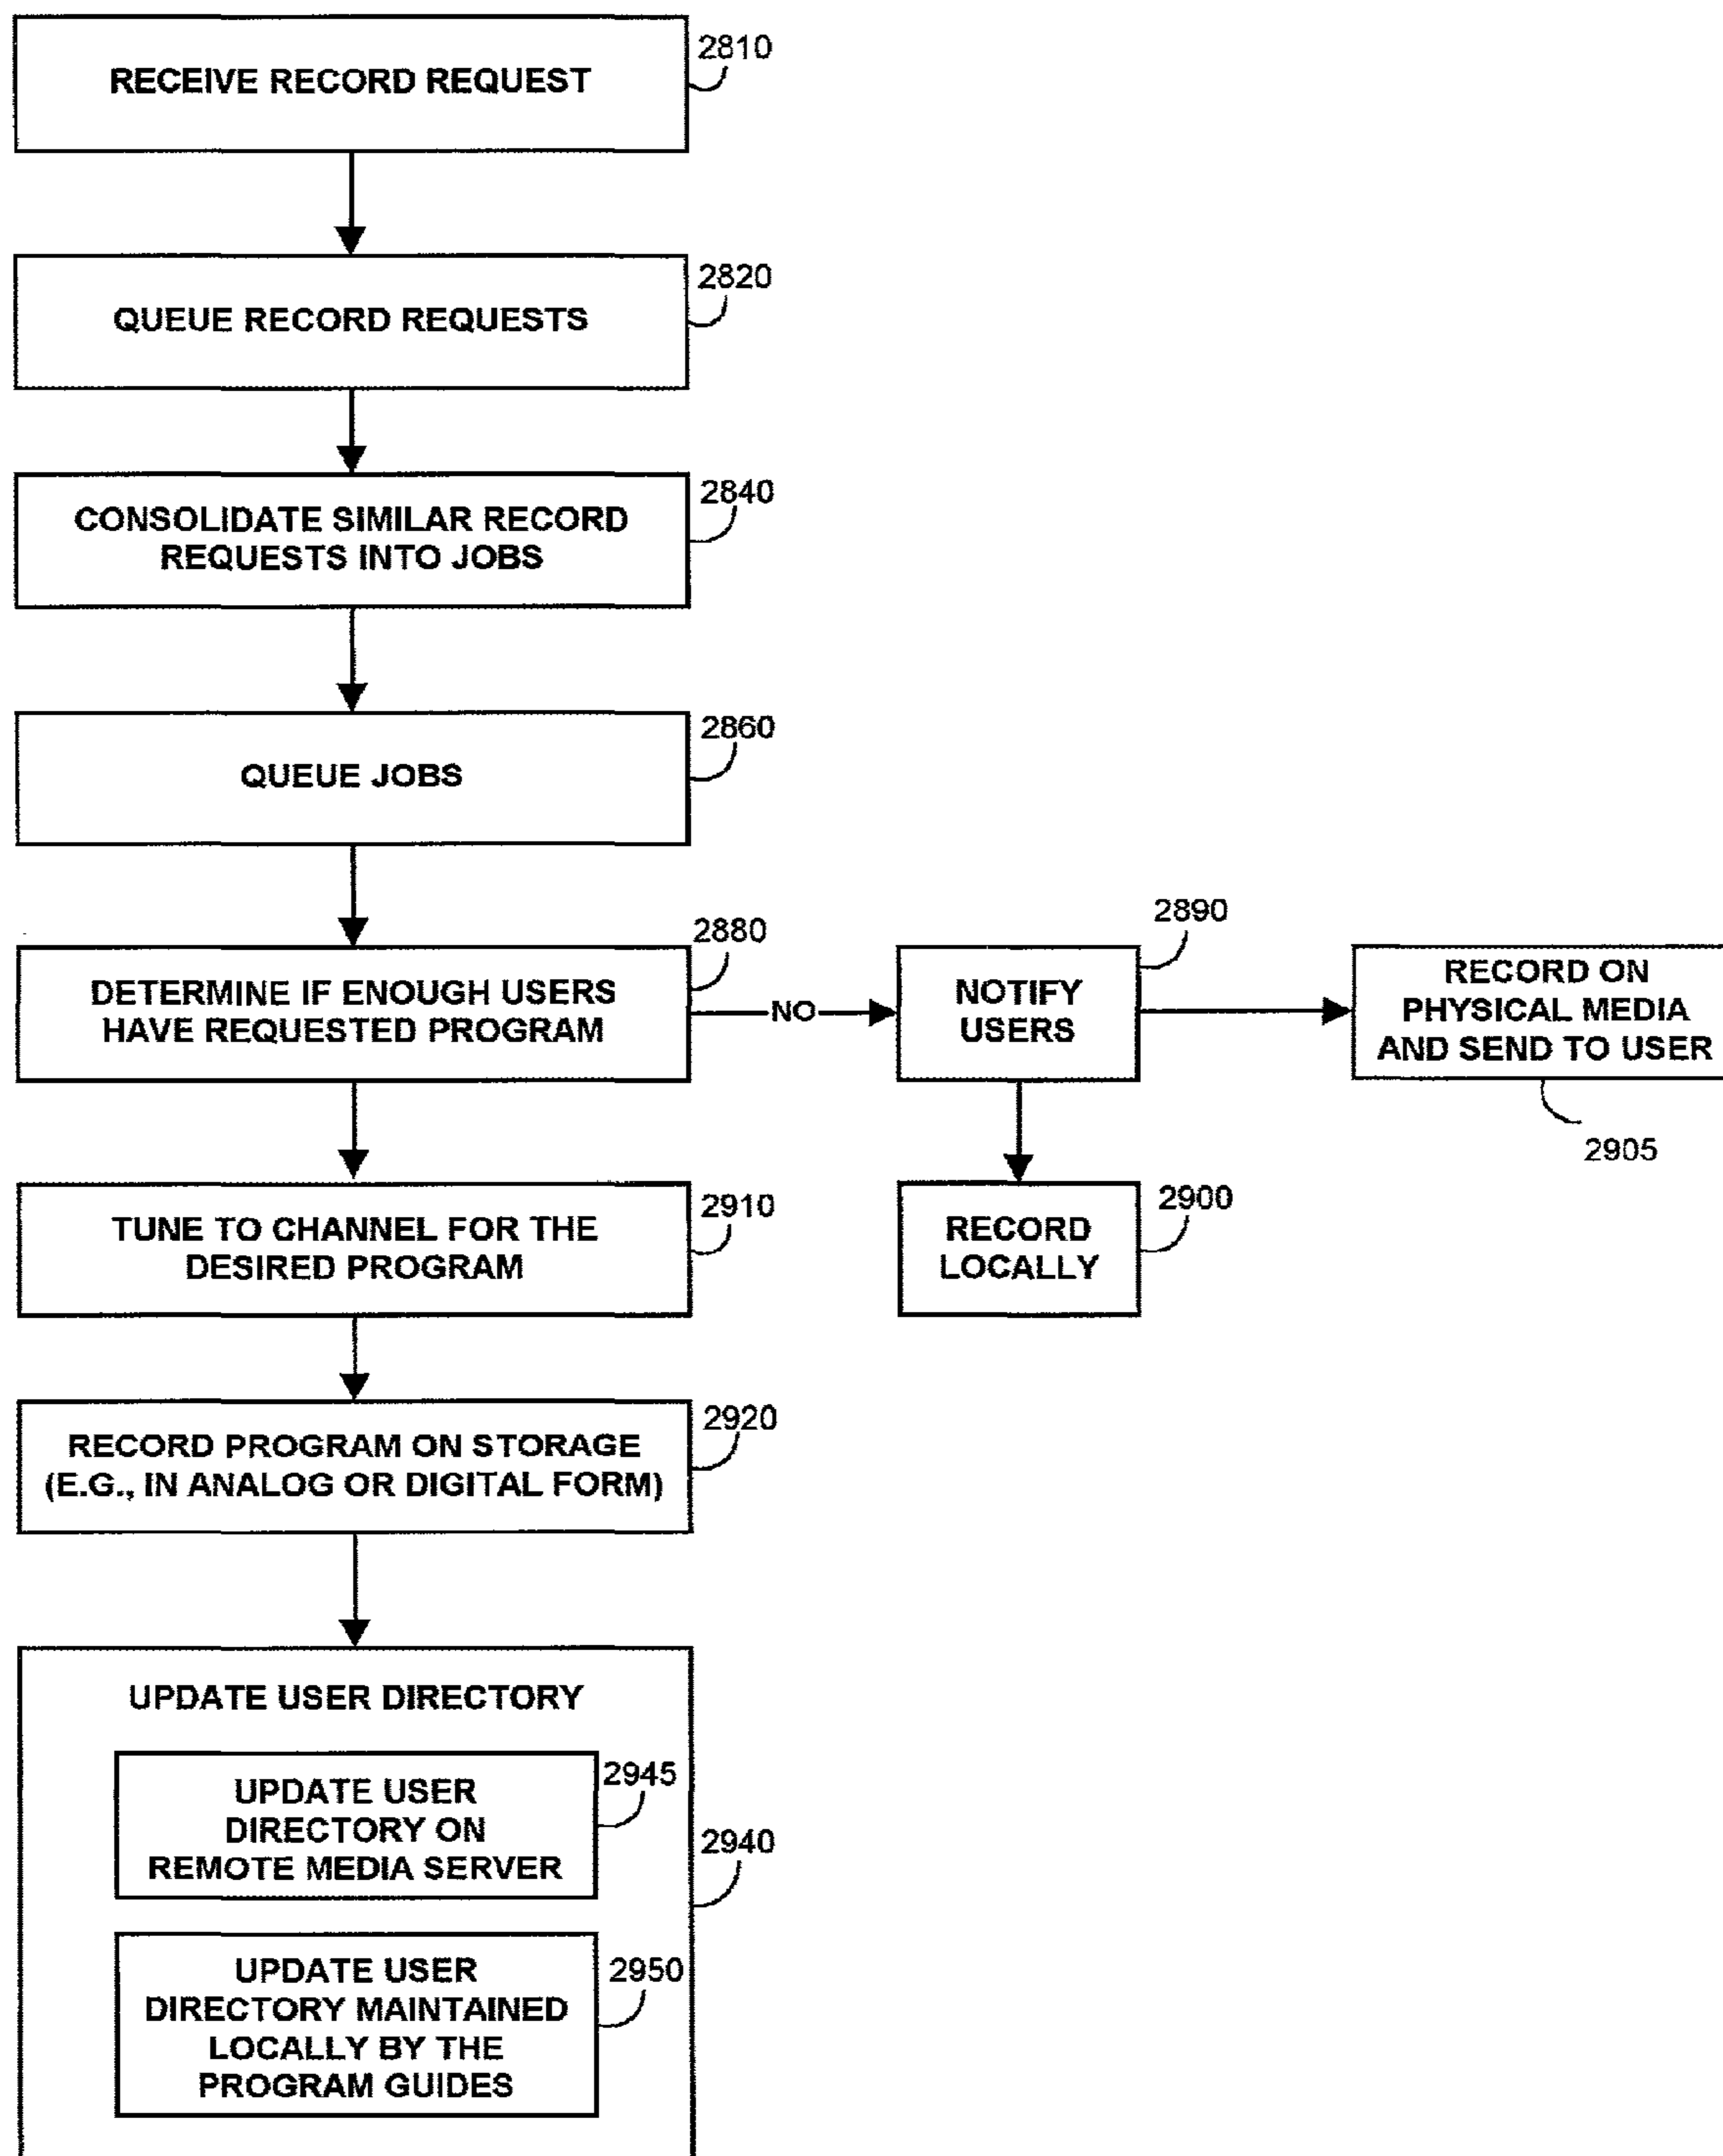 RECEIVE RECORD REQUEST
2810
QUEUE RECORD REQUESTS
2820
CONSOLIDATE SIMILAR RECORD
REQUESTS INTO JOBS
2840
QUEUE JOBS
2860
DETERMINE IF ENOUGH USERS
HAVE REQUESTED PROGRAM
2880
NO
NOTIFY
USERS
2890
RECORD ON
PHYSICAL MEDIA
AND SEND TO USER
2905
RECORD
LOCALLY
2900
TUNE TO CHANNEL FOR THE
DESIRED PROGRAM
2910
RECORD PROGRAM ON STORAGE
(E.G., IN ANALOG OR DIGITAL FORM)
2920
UPDATE USER DIRECTORY
2940
UPDATE USER
DIRECTORY ON
REMOTE MEDIA SERVER
2945
UPDATE USER
DIRECTORY MAINTAINED
LOCALLY BY THE
PROGRAM GUIDES
2950